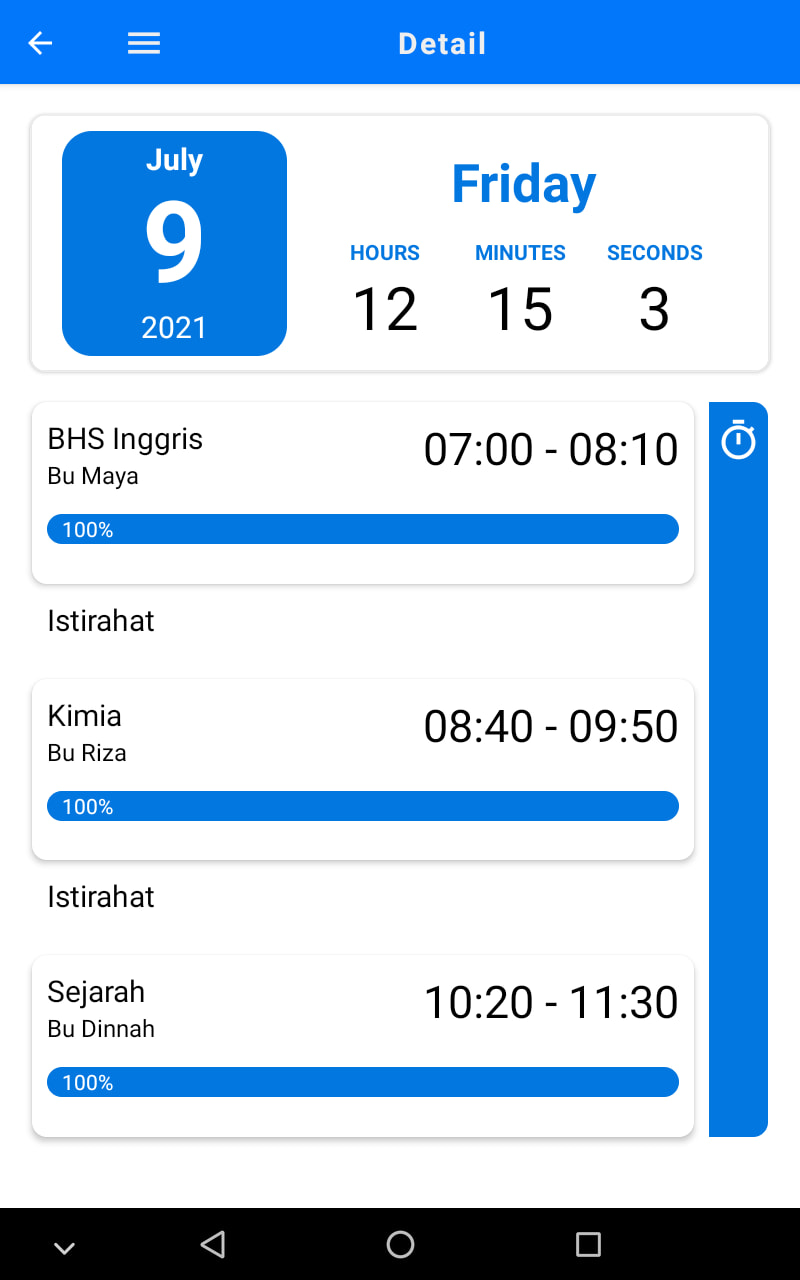 Detail
July
9
2021
Friday
HOURS MINUTES SECONDS
12 15 3
BHS Inggris
Bu Maya
07:00 - 08:10
100%
Istirahat
Kimia
Bu Riza
08:40 - 09:50
100%
Istirahat
Sejarah
Bu Dinnah
10:20 - 11:30
100%